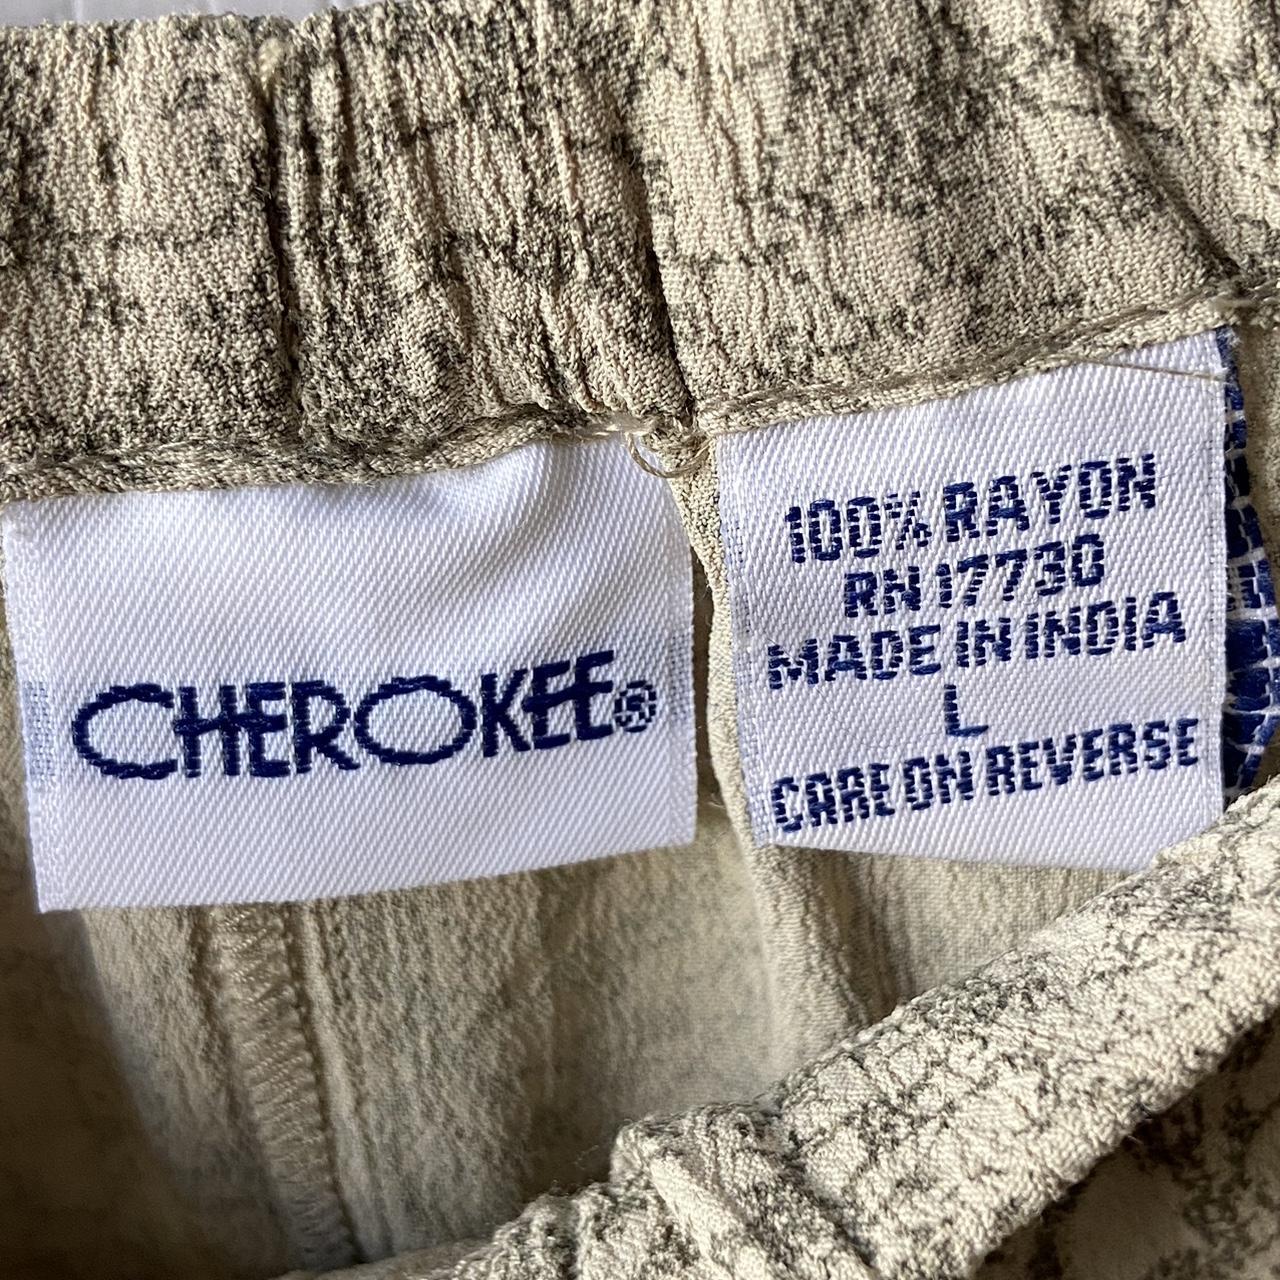 CHEROKEE®
100% RAYON
RN 17730
MADE IN INDIA
L
CARE ON REVERSE